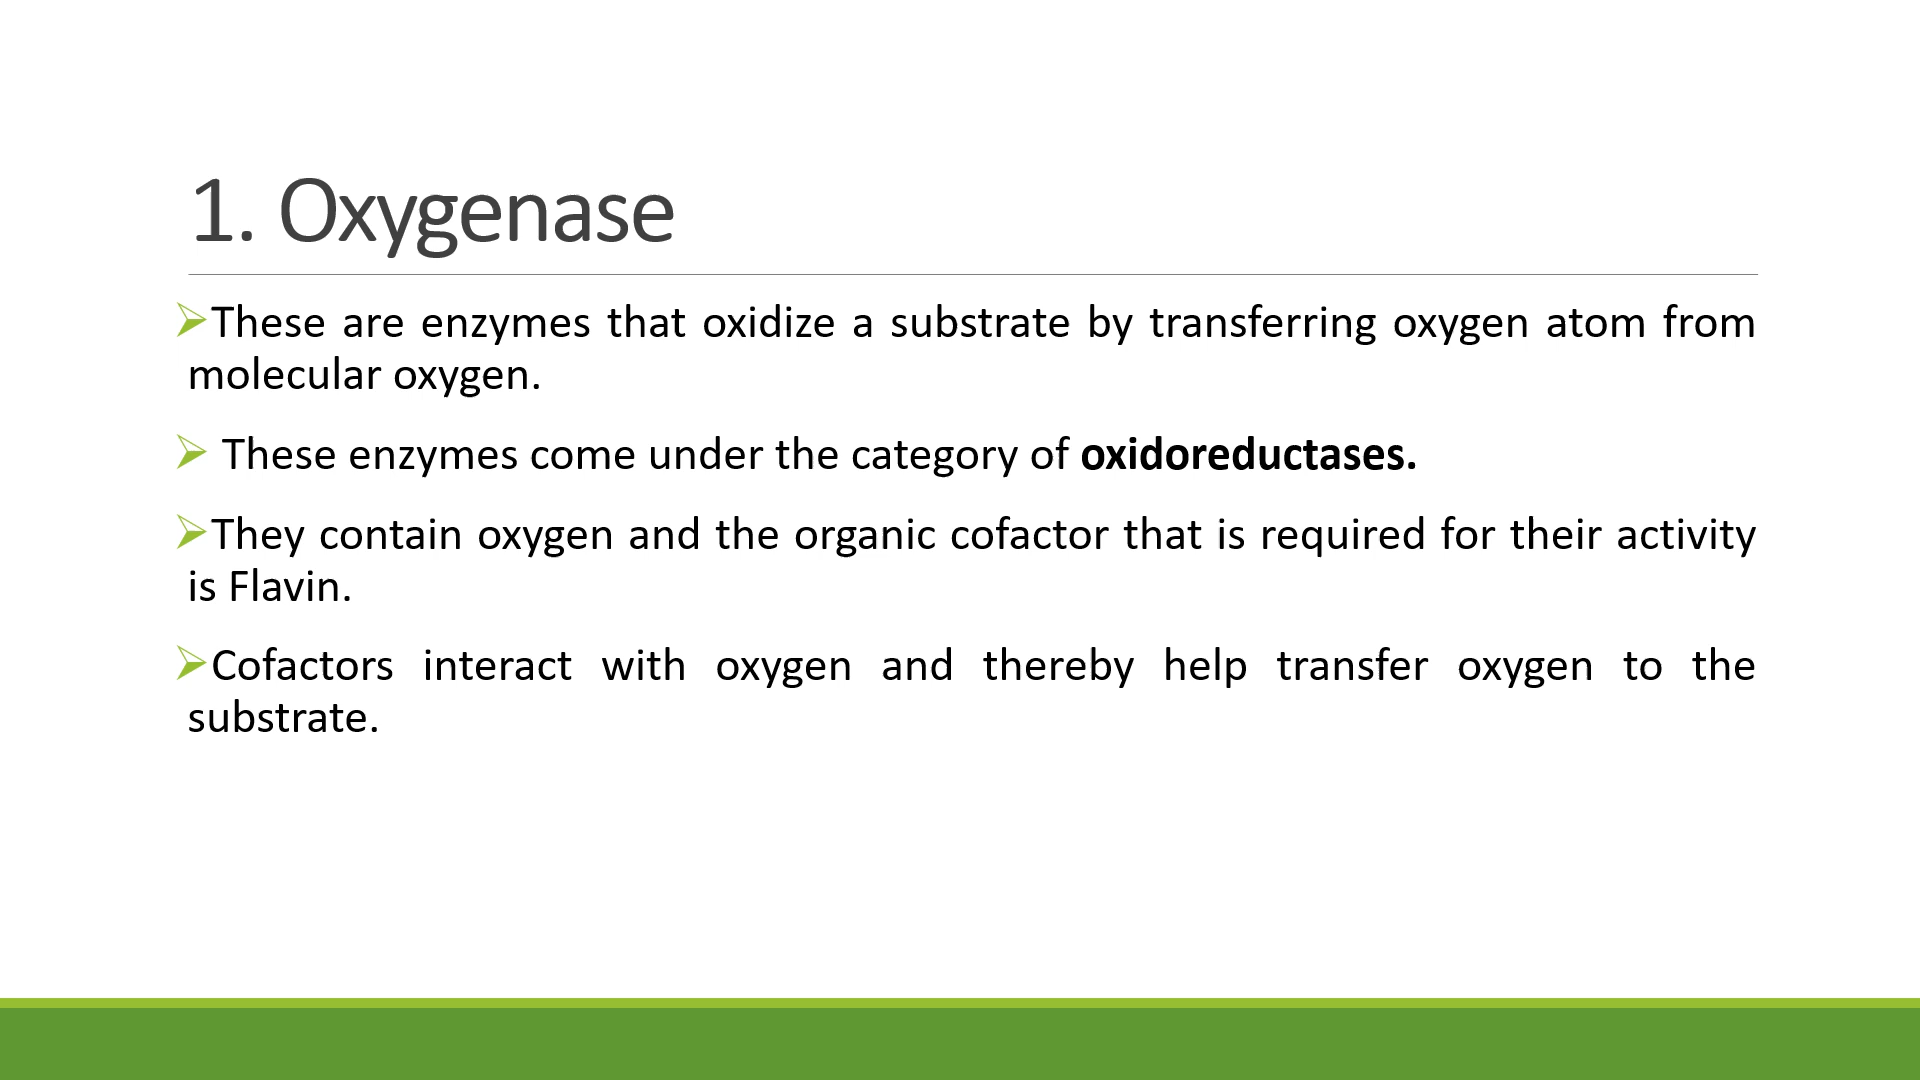 1. Oxygenase
➢These are enzymes that oxidize a substrate by transferring oxygen atom from
molecular oxygen.
➢ These enzymes come under the category of oxidoreductases.
➢They contain oxygen and the organic cofactor that is required for their activity
is Flavin.
➢Cofactors interact with oxygen and thereby help transfer oxygen to the
substrate.